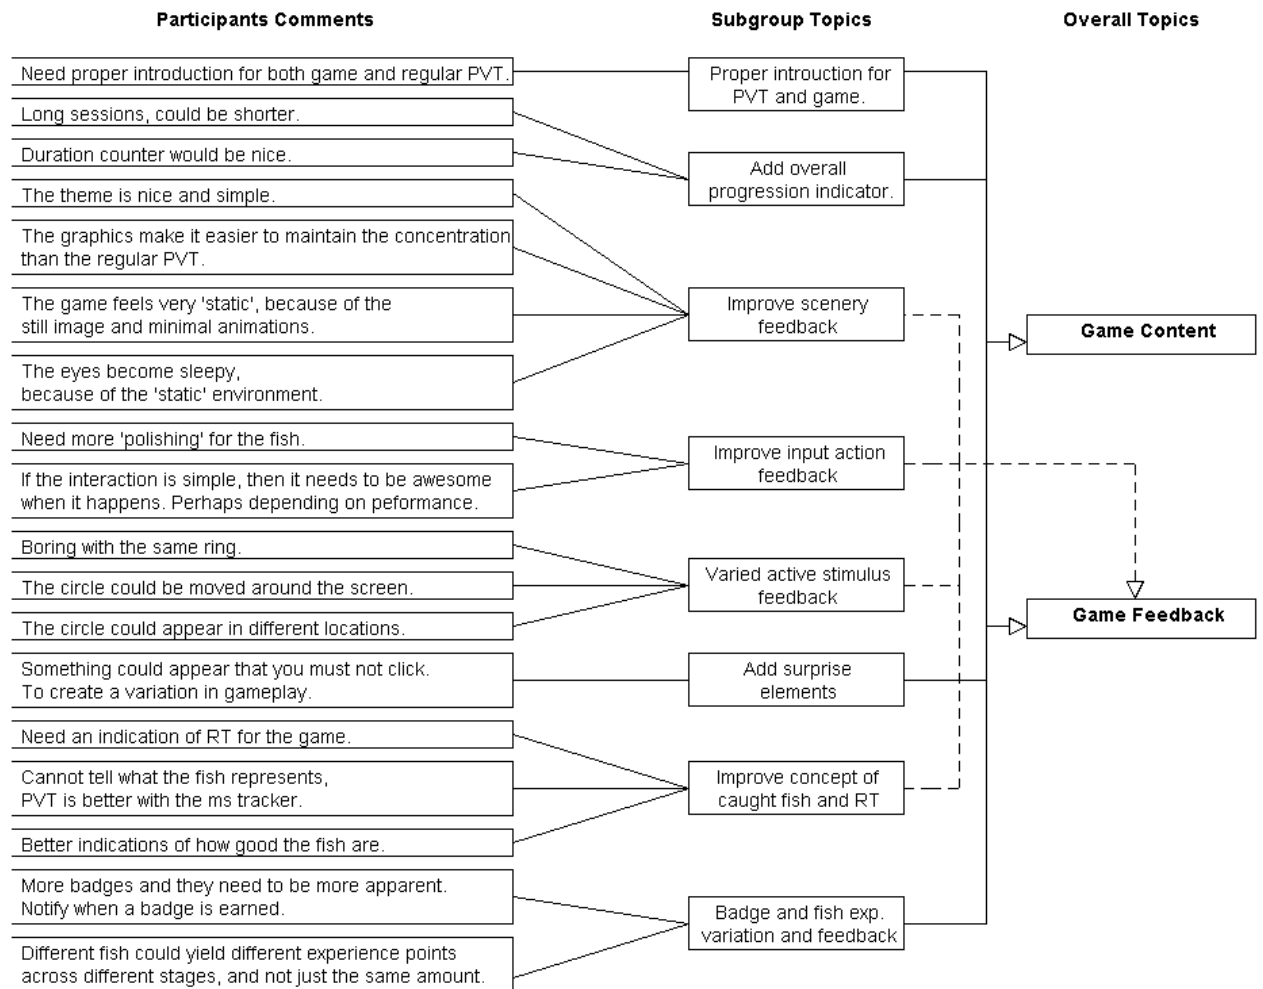 Participants Comments
Subgroup Topics
Overall Topics
Need proper introduction for both game and regular PVT.
Long sessions, could be shorter.
Duration counter would be nice.
The theme is nice and simple.
The graphics make it easier to maintain the concentration
than the regular PVT.
The game feels very 'static', because of the
still image and minimal animations.
The eyes become sleepy,
because of the 'static' environment.
Need more 'polishing' for the fish.
If the interaction is simple, then it needs to be awesome
when it happens. Perhaps depending on peformance.
Boring with the same ring.
The circle could be moved around the screen.
The circle could appear in different locations.
Something could appear that you must not click.
To create a variation in gameplay.
Need an indication of RT for the game.
Cannot tell what the fish represents,
PVT is better with the ms tracker.
Better indications of how good the fish are.
More badges and they need to be more apparent.
Notify when a badge is earned.
Different fish could yield different experience points
across different stages, and not just the same amount.
Proper introuction for
PVT and game.
Add overall
progression indicator.
Improve scenery
feedback
Improve input action
feedback
Varied active stimulus
feedback
Add surprise
elements
Improve concept of
caught fish and RT
Badge and fish exp.
variation and feedback
Game Content
Game Feedback